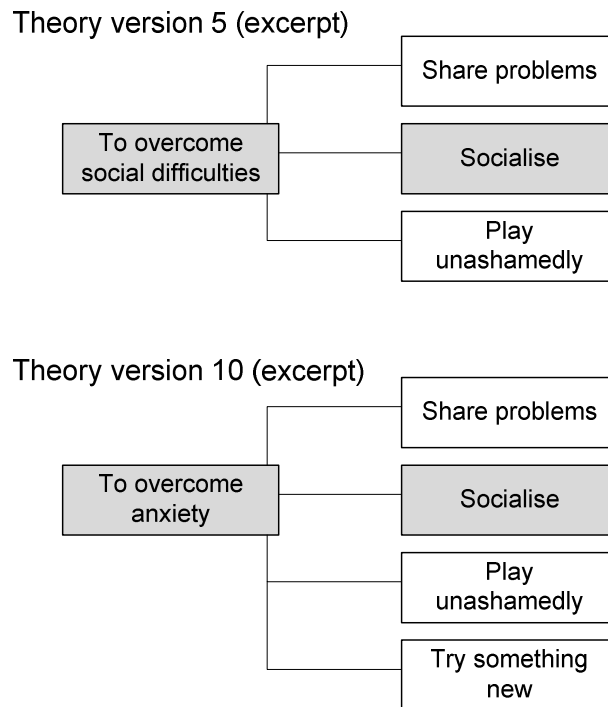 Theory version 5 (excerpt)
Share problems
To overcome
social difficulties
Socialise
Play
unashamedly
Theory version 10 (excerpt)
Share problems
To overcome
anxiety
Socialise
Play
unashamedly
Try something
new